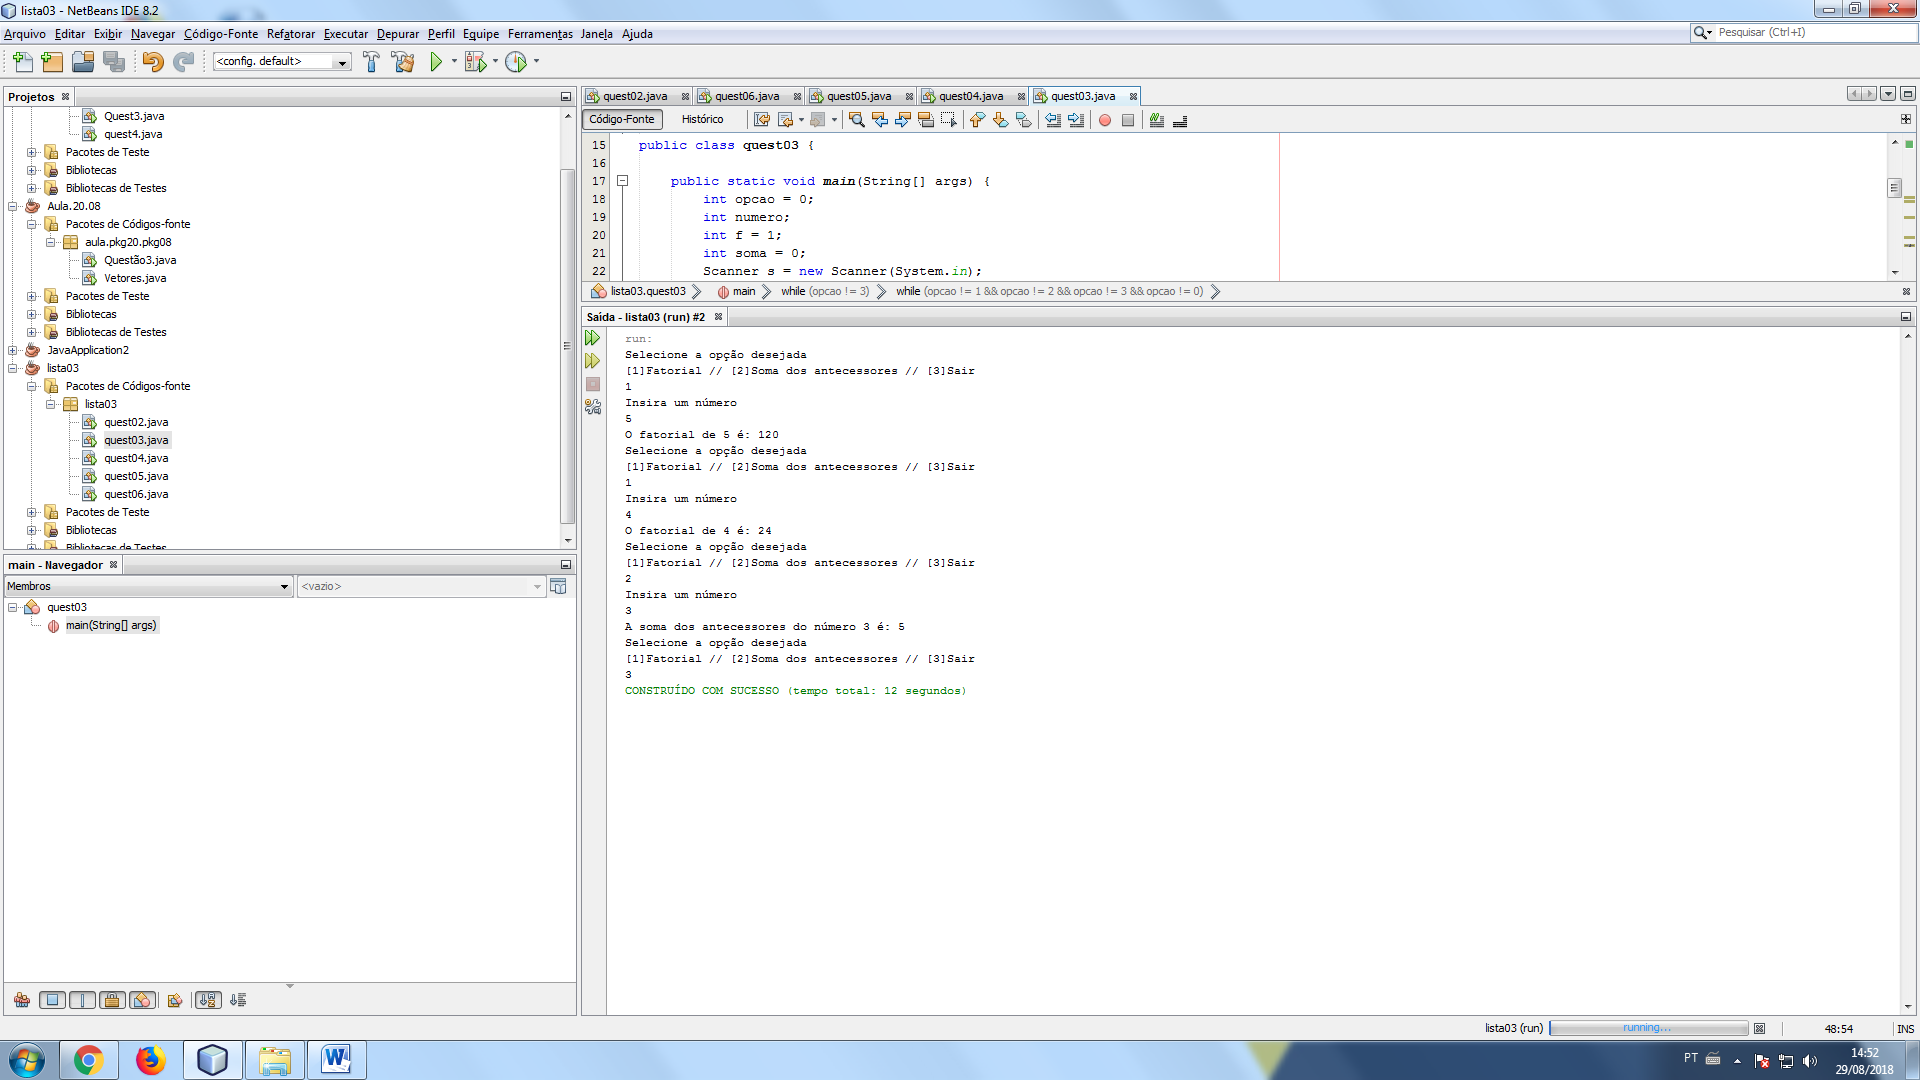 lista03 - NetBeans IDE 8.2
Arquivo Editar Exibir Navegar Código-Fonte Refatorar Executar Depurar Perfil Equipe Ferramentas Janela Ajuda
Pesquisar (Ctrl+I)
<config. default>
Projetos
Quest3.java
quest4.java
Pacotes de Teste
Bibliotecas
Bibliotecas de Testes
Aula.20.08
Pacotes de Códigos-fonte
aula.pkg20.pkg08
Questão3.java
Vetores.java
Pacotes de Teste
Bibliotecas
Bibliotecas de Testes
JavaApplication2
lista03
Pacotes de Códigos-fonte
lista03
quest02.java
quest03.java
quest04.java
quest05.java
quest06.java
Pacotes de Teste
Bibliotecas
Bibliotecas de Testes
main - Navegador
Membros
<vazio>
quest03
main(String[] args)
quest02.java quest06.java quest05.java quest04.java quest03.java
Código-Fonte Histórico
15 public class quest03 {
16
17 public static void main(String[] args) {
18 int opcao = 0;
19 int numero;
20 int f = 1;
21 int soma = 0;
22 Scanner s = new Scanner(System.in);
lista03.quest03 main while (opcao != 3) while (opcao != 1 && opcao != 2 && opcao != 3 && opcao != 0)
Saída - lista03 (run) #2
run:
Selecione a opção desejada
[1]Fatorial // [2]Soma dos antecessores // [3]Sair
1
Insira um número
5
O fatorial de 5 é: 120
Selecione a opção desejada
[1]Fatorial // [2]Soma dos antecessores // [3]Sair
1
Insira um número
4
O fatorial de 4 é: 24
Selecione a opção desejada
[1]Fatorial // [2]Soma dos antecessores // [3]Sair
2
Insira um número
3
A soma dos antecessores do número 3 é: 5
Selecione a opção desejada
[1]Fatorial // [2]Soma dos antecessores // [3]Sair
3
CONSTRUÍDO COM SUCESSO (tempo total: 12 segundos)
lista03 (run) running... 48:54 INS
PT
14:52
29/08/2018